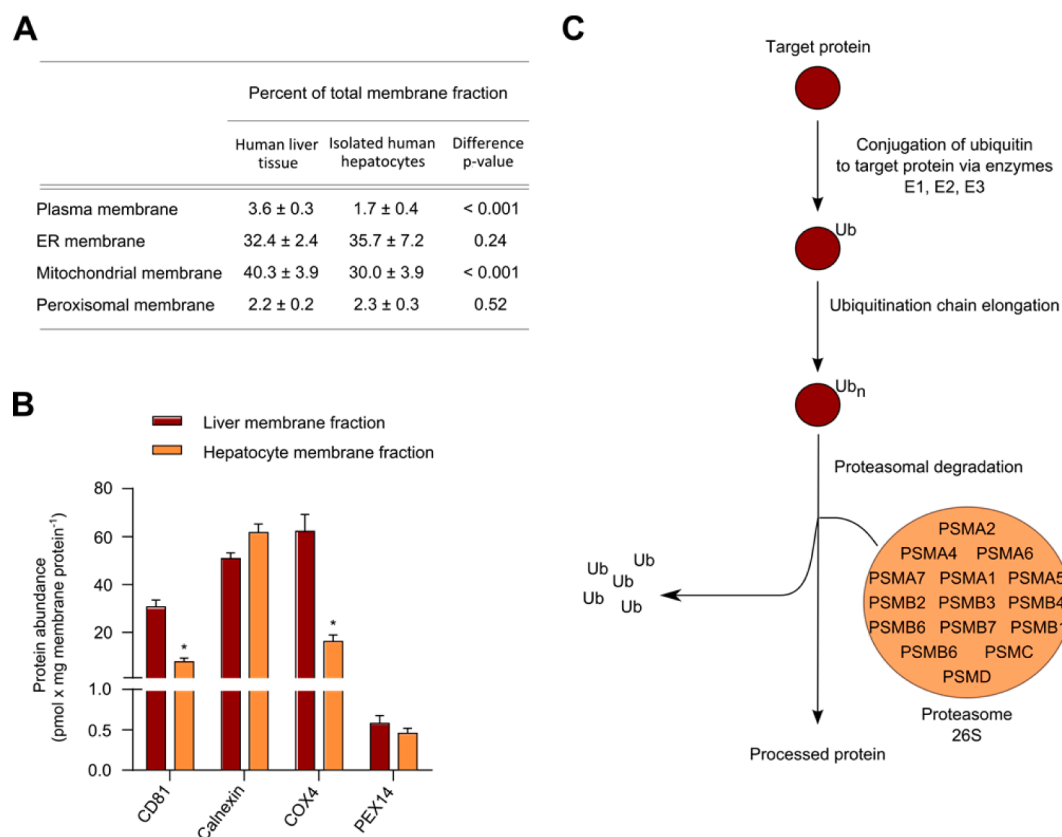 A
Percent of total membrane fraction
Human liver tissue
Isolated human hepatocytes
Difference p-value
Plasma membrane 3.6 ± 0.3 1.7 ± 0.4 < 0.001
ER membrane 32.4 ± 2.4 35.7 ± 7.2 0.24
Mitochondrial membrane 40.3 ± 3.9 30.0 ± 3.9 < 0.001
Peroxisomal membrane 2.2 ± 0.2 2.3 ± 0.3 0.52
B
Liver membrane fraction
Hepatocyte membrane fraction
Protein abundance
(pmol x mg membrane protein⁻¹)
80
60
40
20
1.0
0.5
0.0
*
*
CD81
Calnexin
COX4
PEX14
C
Target protein
Conjugation of ubiquitin
to target protein via enzymes
E1, E2, E3
Ub
Ubiquitination chain elongation
Ubn
Proteasomal degradation
Ub
Ub
Ub
Ub
Ub
PSMA2
PSMA4 PSMA6
PSMA7 PSMA1 PSMA5
PSMB2 PSMB3 PSMB4
PSMB6 PSMB7 PSMB1
PSMB6 PSMC
PSMD
Proteasome
26S
Processed protein